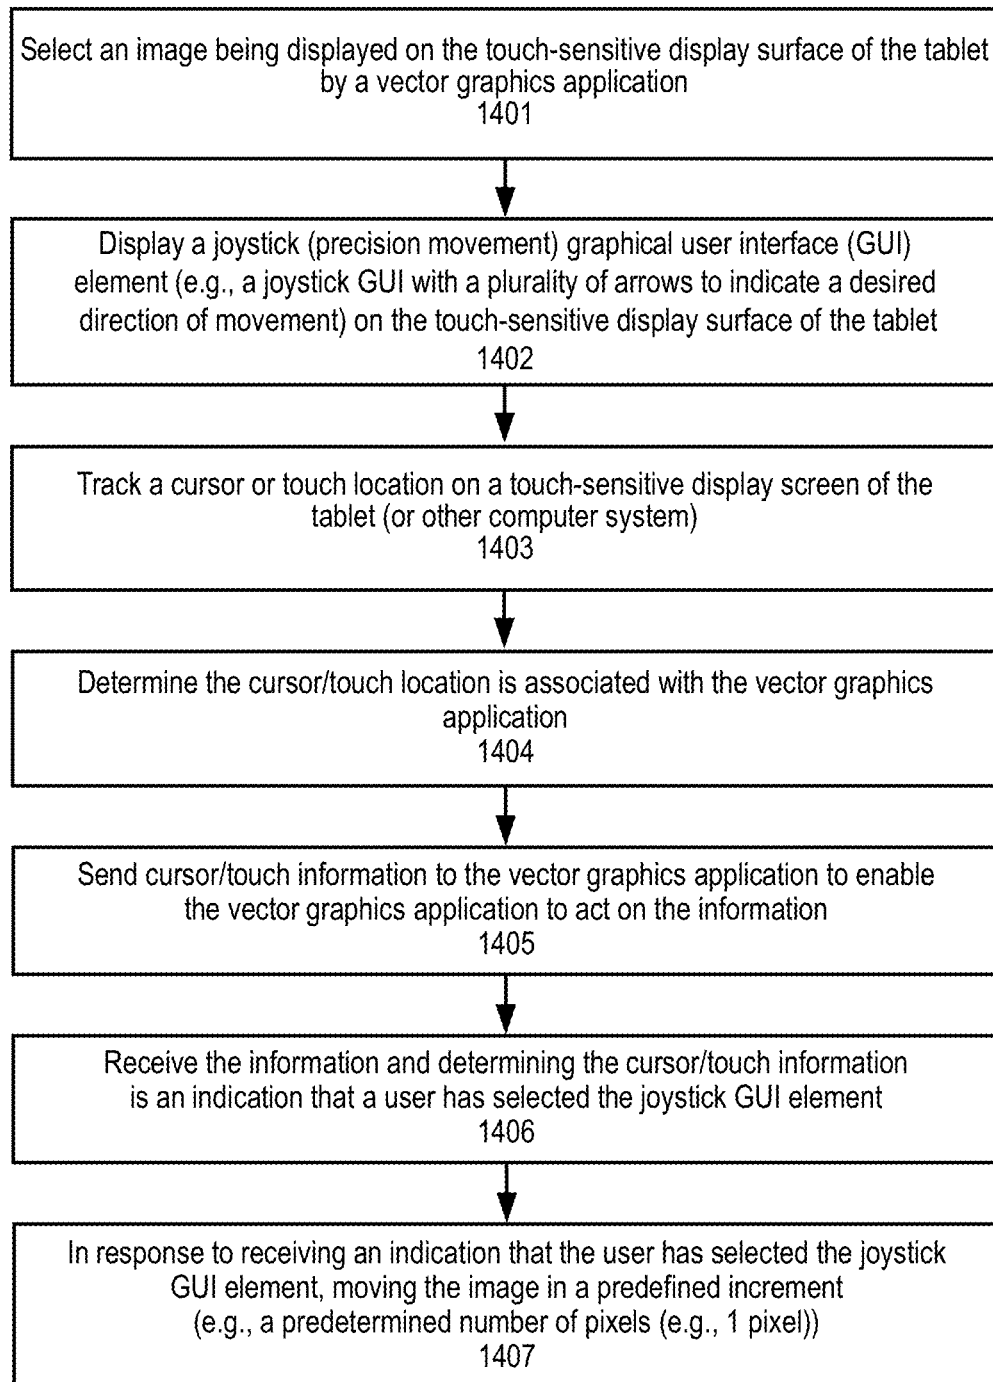 Select an image being displayed on the touch-sensitive display surface of the tablet
by a vector graphics application
1401
Display a joystick (precision movement) graphical user interface (GUI)
element (e.g., a joystick GUI with a plurality of arrows to indicate a desired
direction of movement) on the touch-sensitive display surface of the tablet
1402
Track a cursor or touch location on a touch-sensitive display screen of the
tablet (or other computer system)
1403
Determine the cursor/touch location is associated with the vector graphics
application
1404
Send cursor/touch information to the vector graphics application to enable
the vector graphics application to act on the information
1405
Receive the information and determining the cursor/touch information
is an indication that a user has selected the joystick GUI element
1406
In response to receiving an indication that the user has selected the joystick
GUI element, moving the image in a predefined increment
(e.g., a predetermined number of pixels (e.g., 1 pixel))
1407